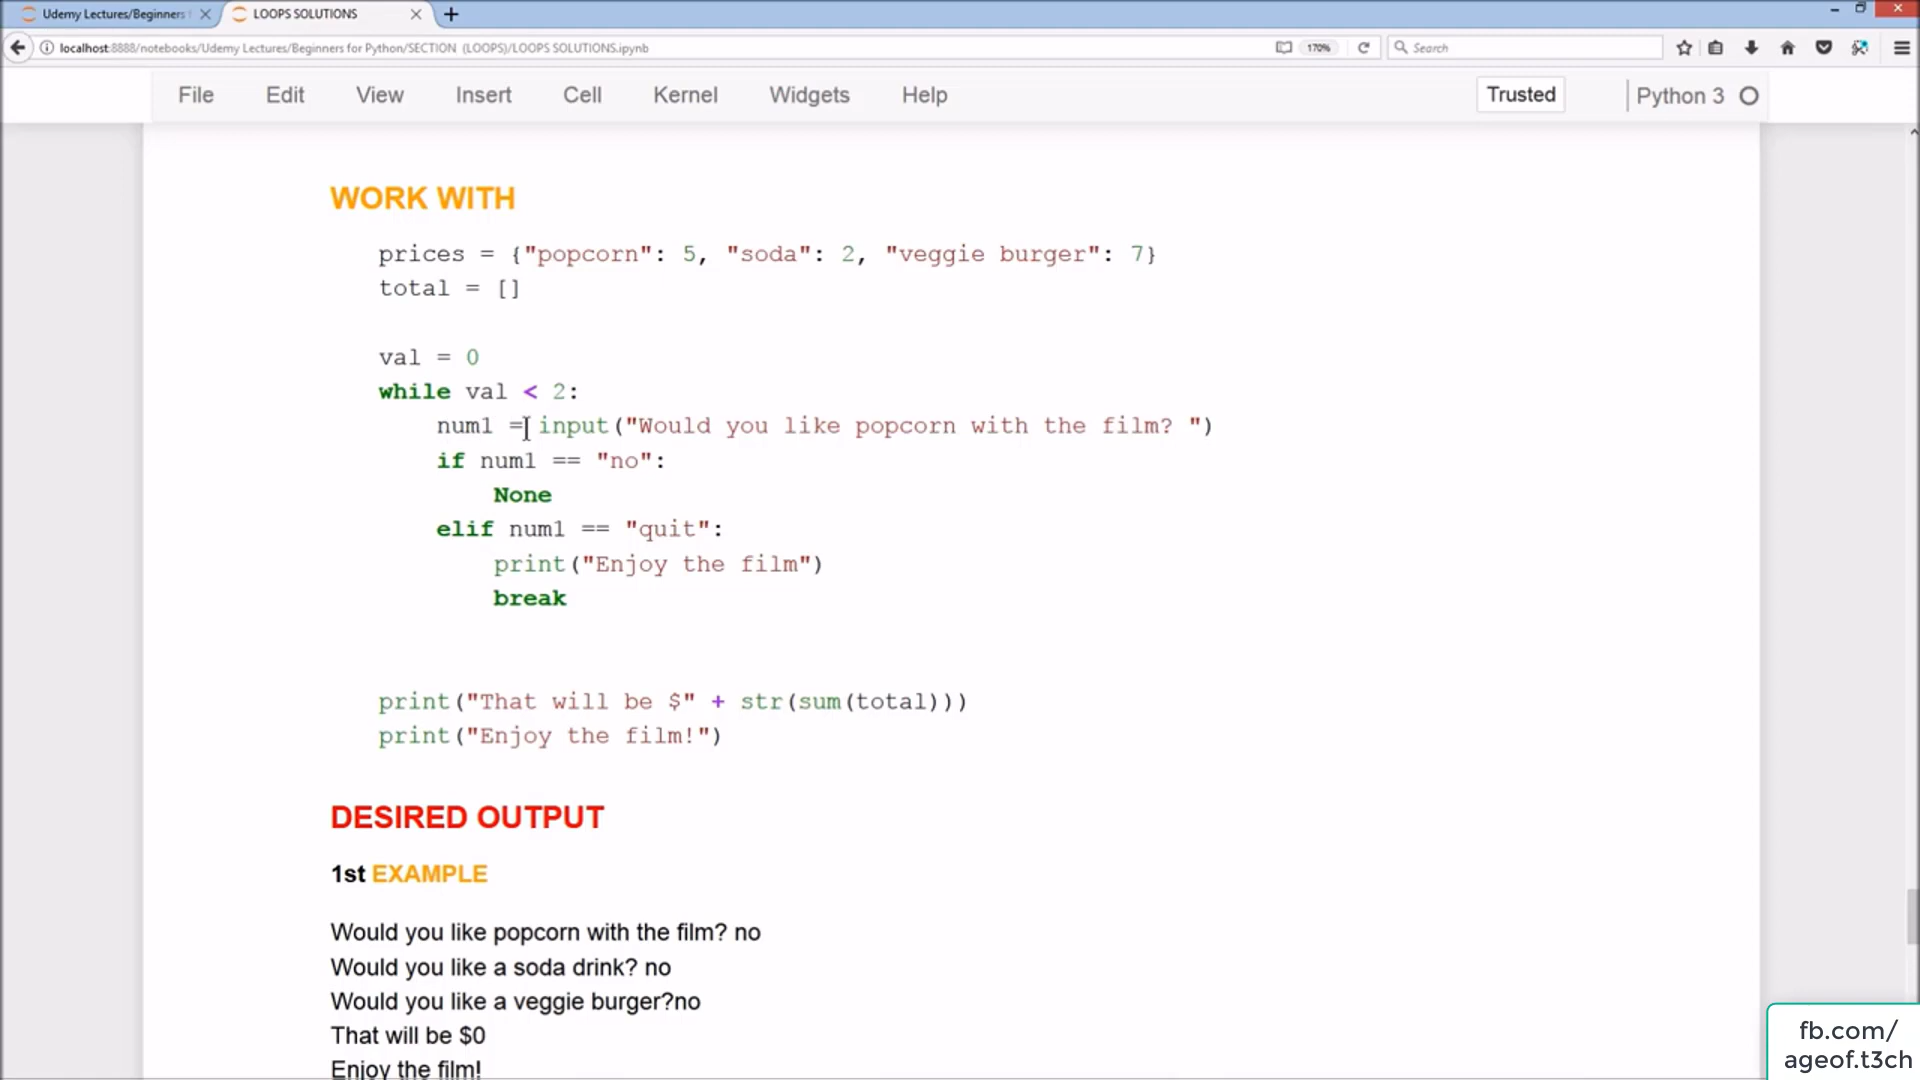 Udemy Lectures/Beginners
LOOPS SOLUTIONS
localhost:8888/notebooks/Udemy Lectures/Beginners for Python/SECTION (LOOPS)/LOOPS SOLUTIONS.ipynb
170%
Search
File Edit View Insert Cell Kernel Widgets Help Trusted Python 3
WORK WITH
prices = {"popcorn": 5, "soda": 2, "veggie burger": 7}
total = []
val = 0
while val < 2:
    num1 = input("Would you like popcorn with the film? ")
    if num1 == "no":
        None
    elif num1 == "quit":
        print("Enjoy the film")
        break
print("That will be $" + str(sum(total)))
print("Enjoy the film!")
DESIRED OUTPUT
1st EXAMPLE
Would you like popcorn with the film? no
Would you like a soda drink? no
Would you like a veggie burger?no
That will be $0
Enjoy the film!
fb.com/
ageof.t3ch